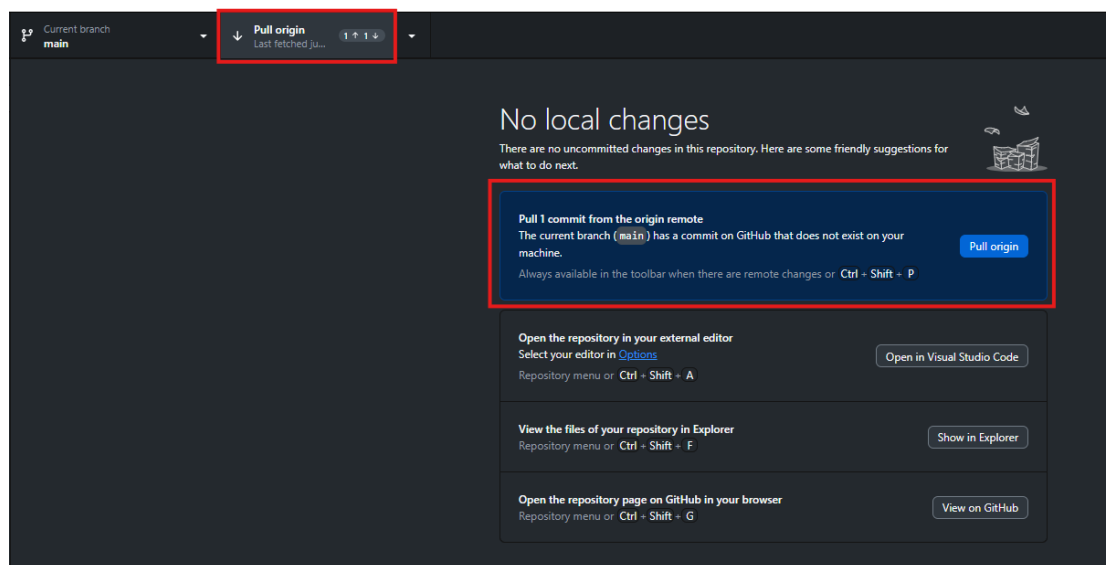 Current branch
main
Pull origin
Last fetched ju...
1 ↑ 1 ↓
No local changes
There are no uncommitted changes in this repository. Here are some friendly suggestions for
what to do next.
Pull 1 commit from the origin remote
The current branch (main) has a commit on GitHub that does not exist on your
machine.
Pull origin
Always available in the toolbar when there are remote changes or Ctrl + Shift + P
Open the repository in your external editor
Select your editor in Options
Open in Visual Studio Code
Repository menu or Ctrl + Shift + A
View the files of your repository in Explorer
Show in Explorer
Repository menu or Ctrl + Shift + F
Open the repository page on GitHub in your browser
View on GitHub
Repository menu or Ctrl + Shift + G